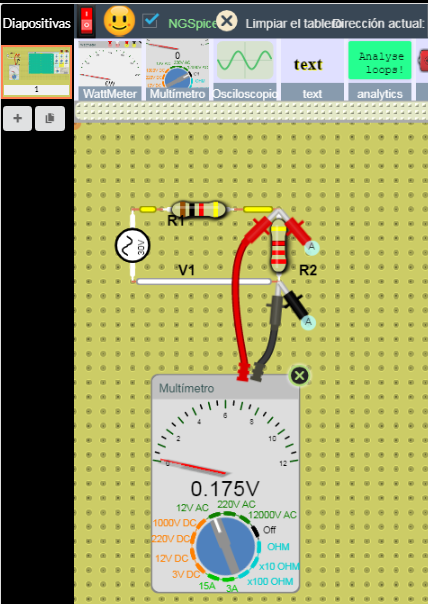 Diapositivas
NGSpice
Limpiar el tablero
Dirección actual:
WattMeter
Multímetro
Osciloscopio
text
text
Analyse
loops!
analytics
1
R1
30V
V1
R2
A
A
Multímetro
2
4
6
8
10
12
0.175V
220V AC
12V AC
12000V AC
1000V DC
Off
220V DC
OHM
12V DC
x10 OHM
3V DC
x100 OHM
15A
3A